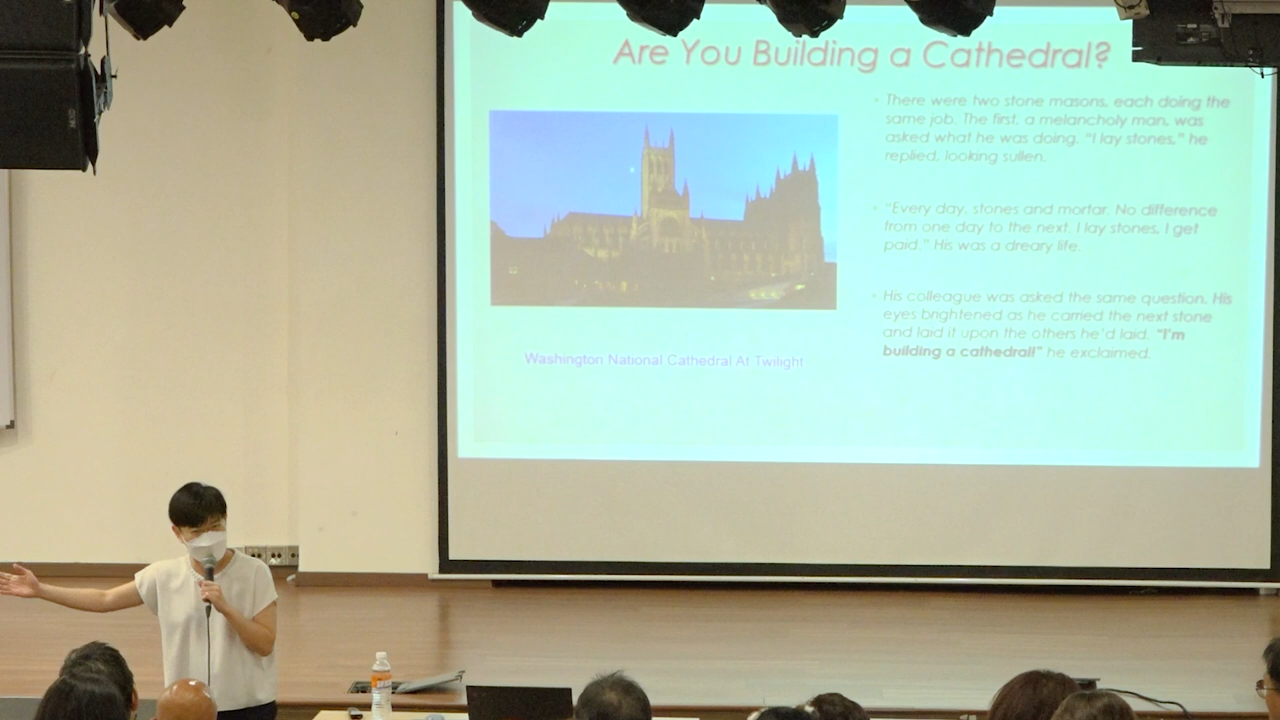 Are You Building a Cathedral?
There were two stone masons, each doing the
same job. The first, a melancholy man, was
asked what he was doing. "I lay stones," he
replied, looking sullen.
"Every day, stones and mortar. No difference
from one day to the next. I lay stones, I get
paid." His was a dreary life.
His colleague was asked the same question. His
eyes brightened as he carried the next stone
and laid it upon the others he'd laid. "I'm
building a cathedral!" he exclaimed.
Washington National Cathedral At Twilight